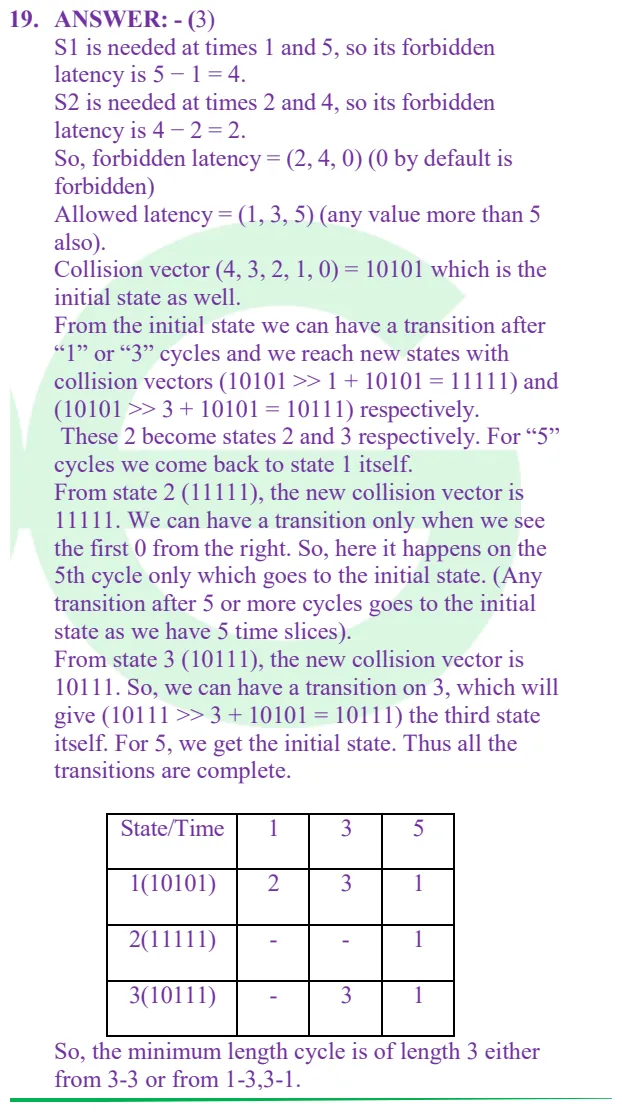 19. ANSWER: - (3)
S1 is needed at times 1 and 5, so its forbidden
latency is 5 − 1 = 4.
S2 is needed at times 2 and 4, so its forbidden
latency is 4 − 2 = 2.
So, forbidden latency = (2, 4, 0) (0 by default is
forbidden)
Allowed latency = (1, 3, 5) (any value more than 5
also).
Collision vector (4, 3, 2, 1, 0) = 10101 which is the
initial state as well.
From the initial state we can have a transition after
“1” or “3” cycles and we reach new states with
collision vectors (10101 >> 1 + 10101 = 11111) and
(10101 >> 3 + 10101 = 10111) respectively.
These 2 become states 2 and 3 respectively. For “5”
cycles we come back to state 1 itself.
From state 2 (11111), the new collision vector is
11111. We can have a transition only when we see
the first 0 from the right. So, here it happens on the
5th cycle only which goes to the initial state. (Any
transition after 5 or more cycles goes to the initial
state as we have 5 time slices).
From state 3 (10111), the new collision vector is
10111. So, we can have a transition on 3, which will
give (10111 >> 3 + 10101 = 10111) the third state
itself. For 5, we get the initial state. Thus all the
transitions are complete.
State/Time 1 3 5
1(10101) 2 3 1
2(11111) - - 1
3(10111) - 3 1
So, the minimum length cycle is of length 3 either
from 3-3 or from 1-3,3-1.